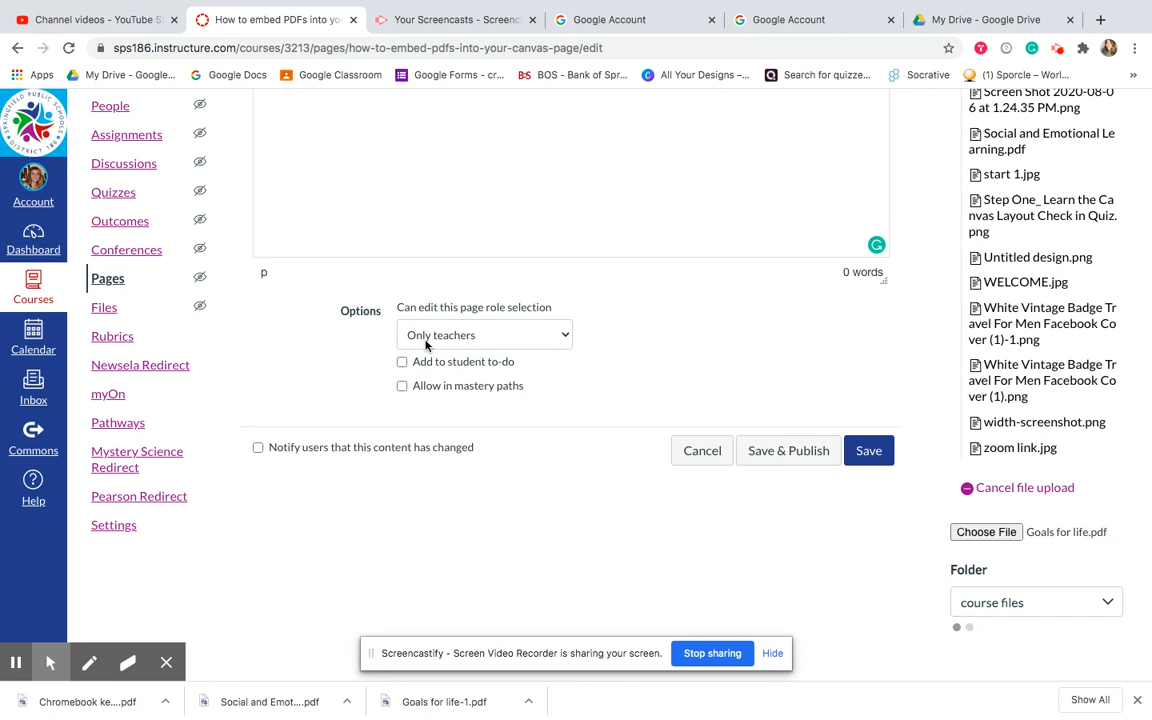 Channel videos - YouTube S
How to embed PDFs into yo
Your Screencasts - Screenc
Google Account
Google Account
My Drive - Google Drive
sps186.instructure.com/courses/3213/pages/how-to-embed-pdfs-into-your-canvas-page/edit
Apps
My Drive - Google...
Google Docs
Google Classroom
Google Forms - cr...
BOS - Bank of Spr...
All Your Designs –...
Search for quizze...
Socrative
(1) Sporcle – Worl...
»
SPRINGFIELD PUBLIC SCHOOLS
DISTRICT 186
Account
Dashboard
Courses
Calendar
Inbox
Commons
Help
People
Assignments
Discussions
Quizzes
Outcomes
Conferences
Pages
Files
Rubrics
Newsela Redirect
myOn
Pathways
Mystery Science
Redirect
Pearson Redirect
Settings
p
0 words
Options
Can edit this page role selection
Only teachers
Add to student to-do
Allow in mastery paths
Notify users that this content has changed
Cancel
Save & Publish
Save
Screen Shot 2020-08-0
6 at 1.24.35 PM.png
Social and Emotional Le
arning.pdf
start 1.jpg
Step One_ Learn the Ca
nvas Layout Check in Quiz.
png
Untitled design.png
WELCOME.jpg
White Vintage Badge Tr
avel For Men Facebook Co
ver (1)-1.png
White Vintage Badge Tr
avel For Men Facebook Co
ver (1).png
width-screenshot.png
zoom link.jpg
Cancel file upload
Choose File Goals for life.pdf
Folder
course files
Screencastify - Screen Video Recorder is sharing your screen.
Stop sharing
Hide
Chromebook ke....pdf
Social and Emot....pdf
Goals for life-1.pdf
Show All